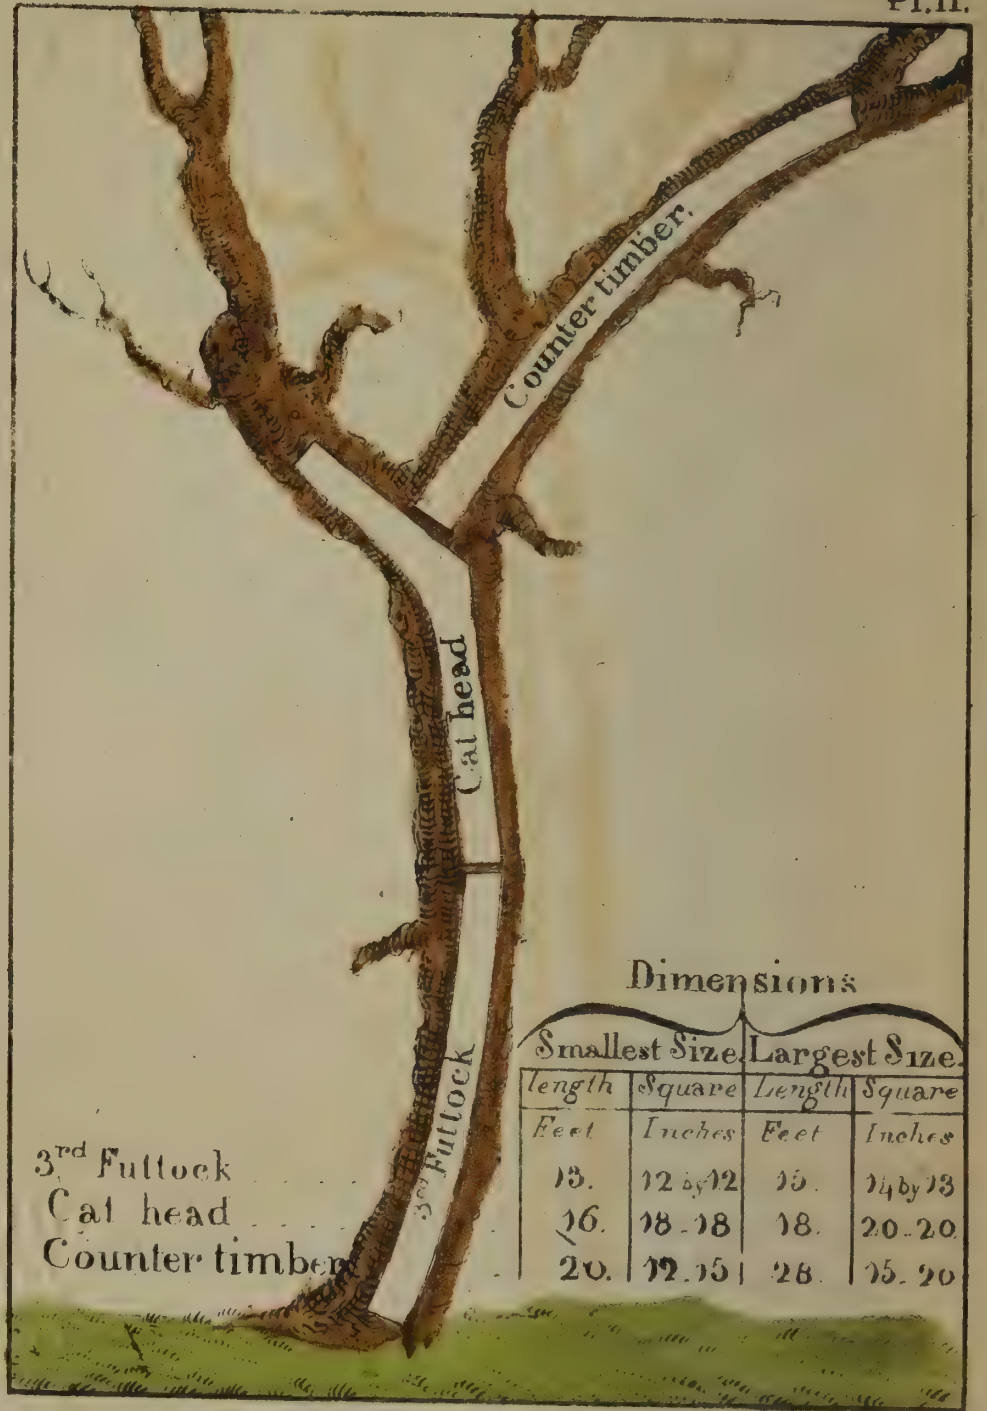 Pl. II.
Counter timber.
Cat head
3rd Futtock
Dimensions
Smallest Size. Largest Size.
length Square Length Square
Feet Inches Feet Inches
3rd Futtock 13. 12 by 12 15. 14 by 13
Cat head ..... 16. 18-18 18. 20-20.
Counter timber 20. 12.15 28. 15-20